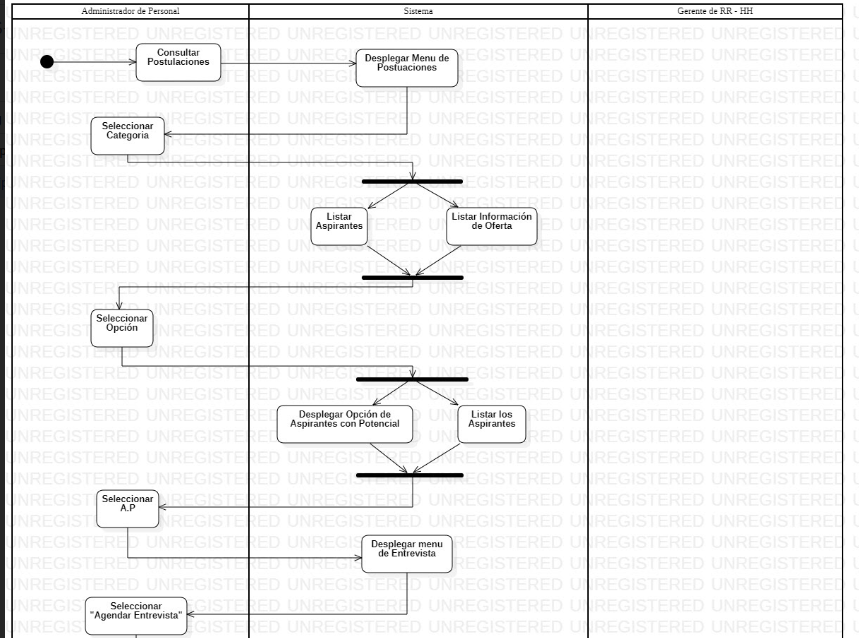 Administrador de Personal
Sistema
Gerente de RR - HH
Consultar
Postulaciones
Desplegar Menu de
Postuaciones
Seleccionar
Categoria
Listar
Aspirantes
Listar Información
de Oferta
Seleccionar
Opción
Desplegar Opción de
Aspirantes con Potencial
Listar los
Aspirantes
Seleccionar
A.P
Desplegar menu
de Entrevista
Seleccionar
"Agendar Entrevista"
UNREGISTERED